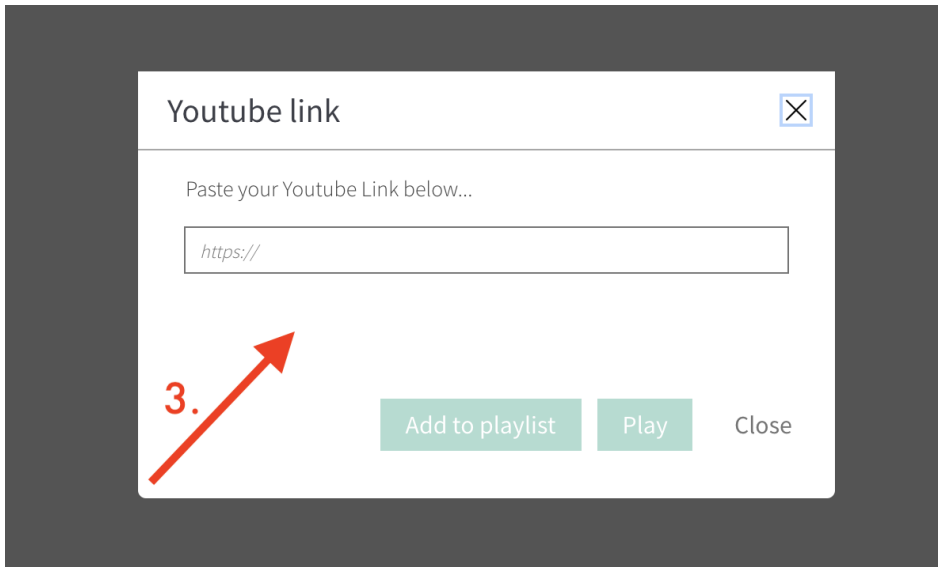 Youtube link
Paste your Youtube Link below...
https://
3.
Add to playlist Play Close